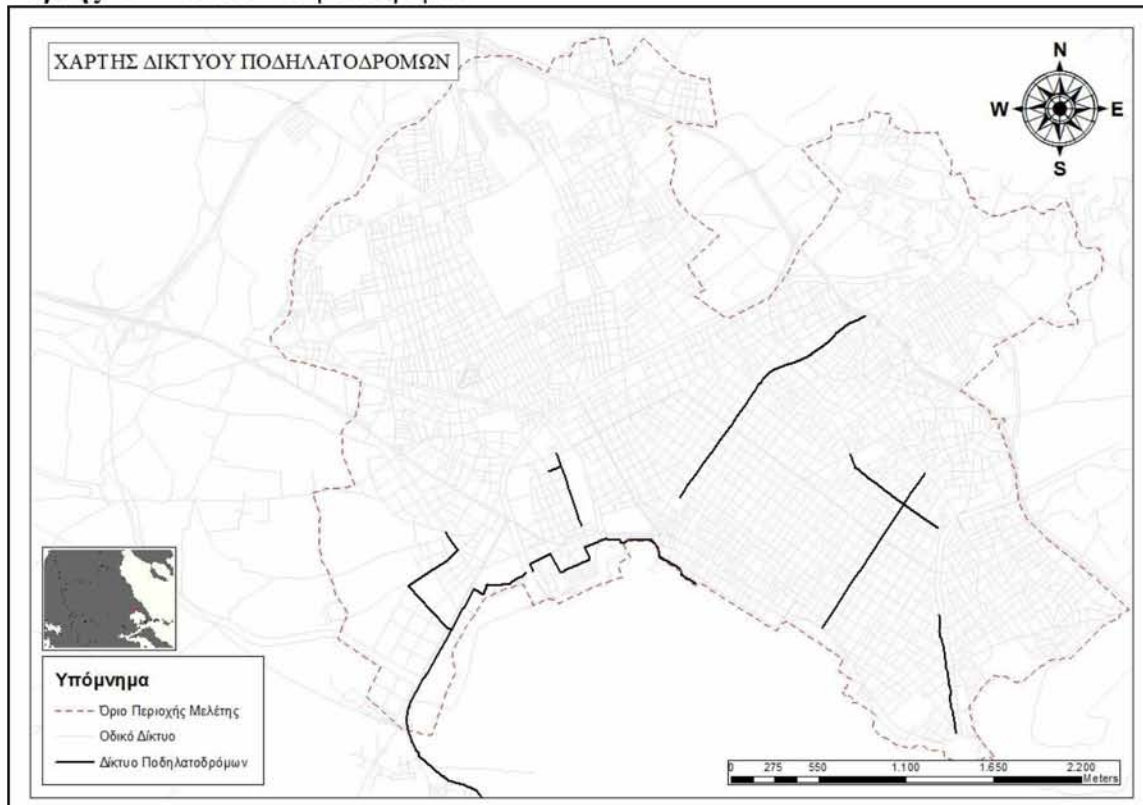 ΧΑΡΤΗΣ ΔΙΚΤΥΟΥ ΠΟΔΗΛΑΤΟΔΡΟΜΩΝ
N
W E
S
Υπόμνημα
Όριο Περιοχής Μελέτης
Οδικό Δίκτυο
Δίκτυο Ποδηλατοδρόμων
0 275 550 1.100 1.650 2.200
Meters